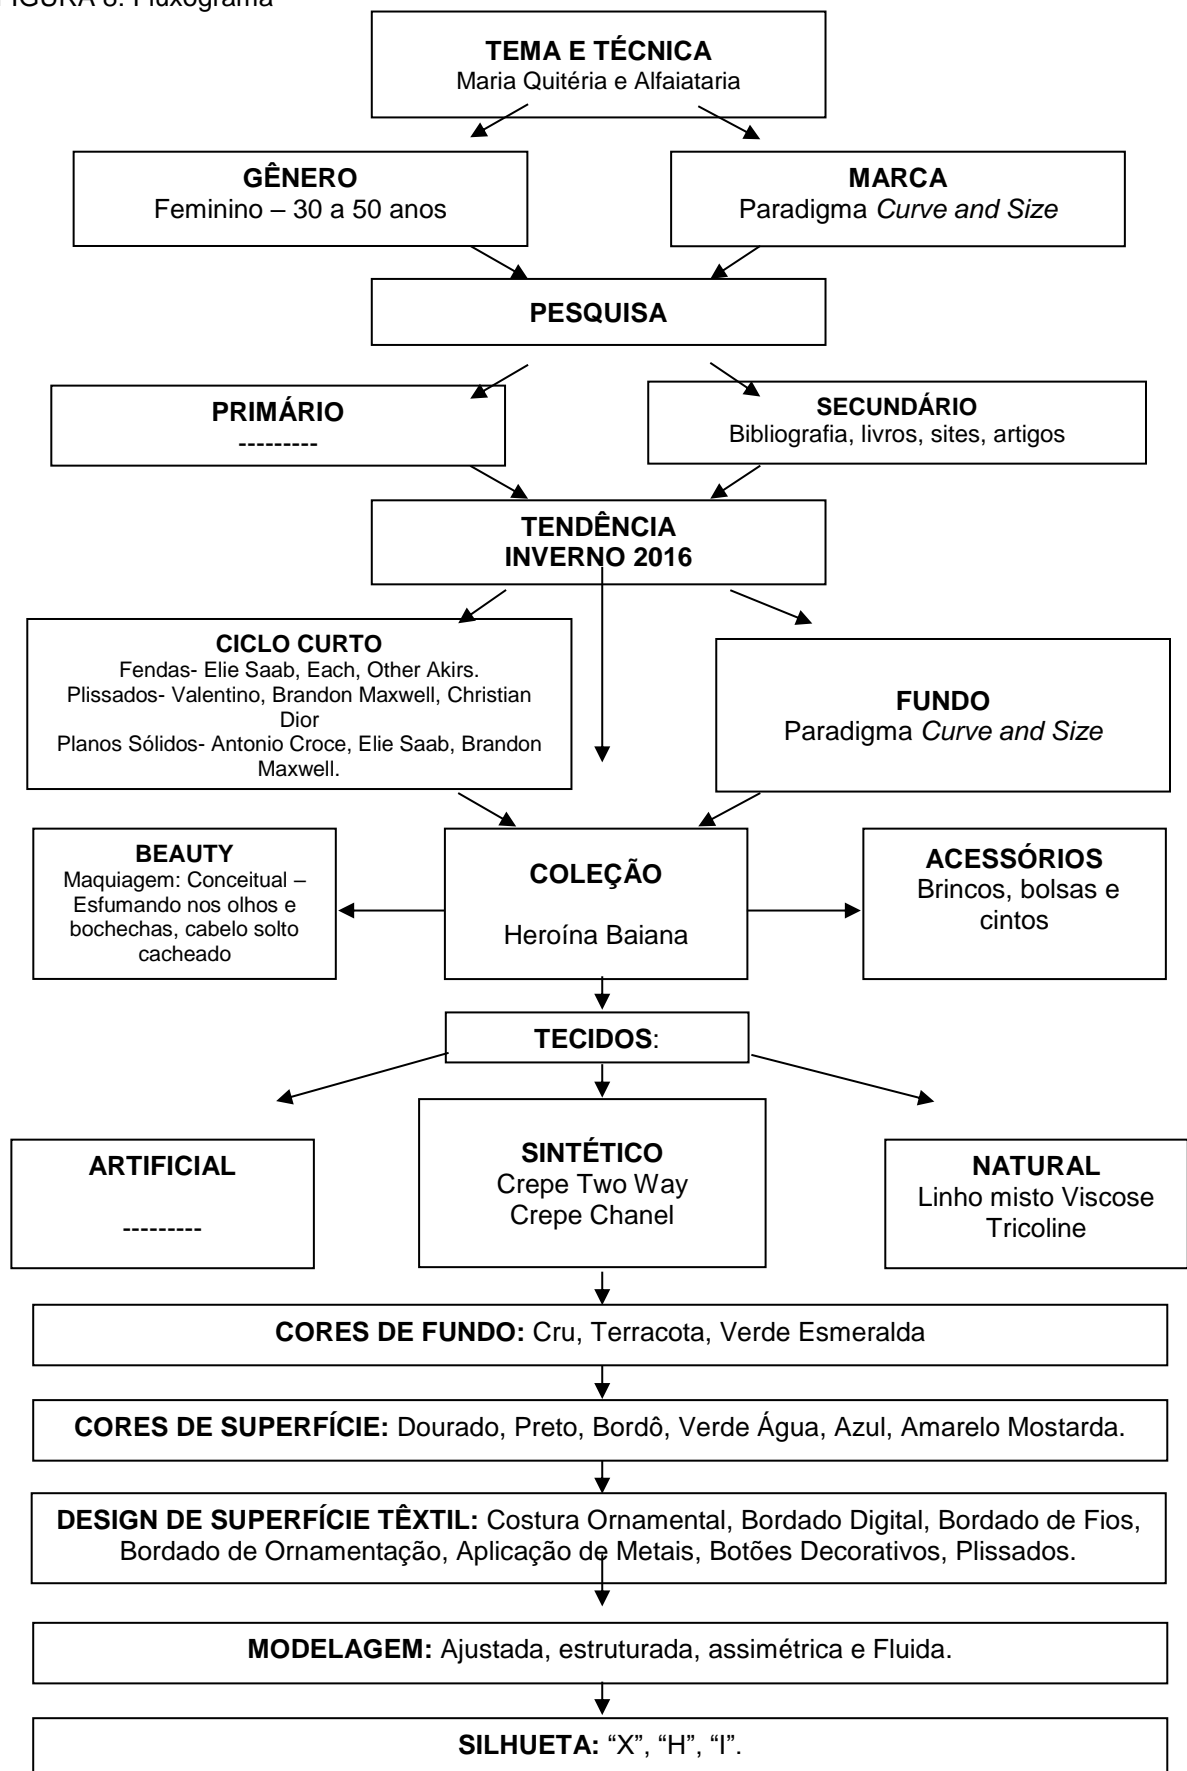 FIGURA 8: Fluxograma
TEMA E TÉCNICA
Maria Quitéria e Alfaiataria
GÊNERO
Feminino – 30 a 50 anos
MARCA
Paradigma Curve and Size
PESQUISA
PRIMÁRIO
---------
SECUNDÁRIO
Bibliografia, livros, sites, artigos
TENDÊNCIA
INVERNO 2016
CICLO CURTO
Fendas- Elie Saab, Each, Other Akirs.
Plissados- Valentino, Brandon Maxwell, Christian
Dior
Planos Sólidos- Antonio Croce, Elie Saab, Brandon
Maxwell.
FUNDO
Paradigma Curve and Size
BEAUTY
Maquiagem: Conceitual –
Esfumando nos olhos e
bochechas, cabelo solto
cacheado
COLEÇÃO
Heroína Baiana
ACESSÓRIOS
Brincos, bolsas e
cintos
TECIDOS:
ARTIFICIAL
---------
SINTÉTICO
Crepe Two Way
Crepe Chanel
NATURAL
Linho misto Viscose
Tricoline
CORES DE FUNDO: Cru, Terracota, Verde Esmeralda
CORES DE SUPERFÍCIE: Dourado, Preto, Bordô, Verde Água, Azul, Amarelo Mostarda.
DESIGN DE SUPERFÍCIE TÊXTIL: Costura Ornamental, Bordado Digital, Bordado de Fios,
Bordado de Ornamentação, Aplicação de Metais, Botões Decorativos, Plissados.
MODELAGEM: Ajustada, estruturada, assimétrica e Fluida.
SILHUETA: “X”, “H”, “I”.